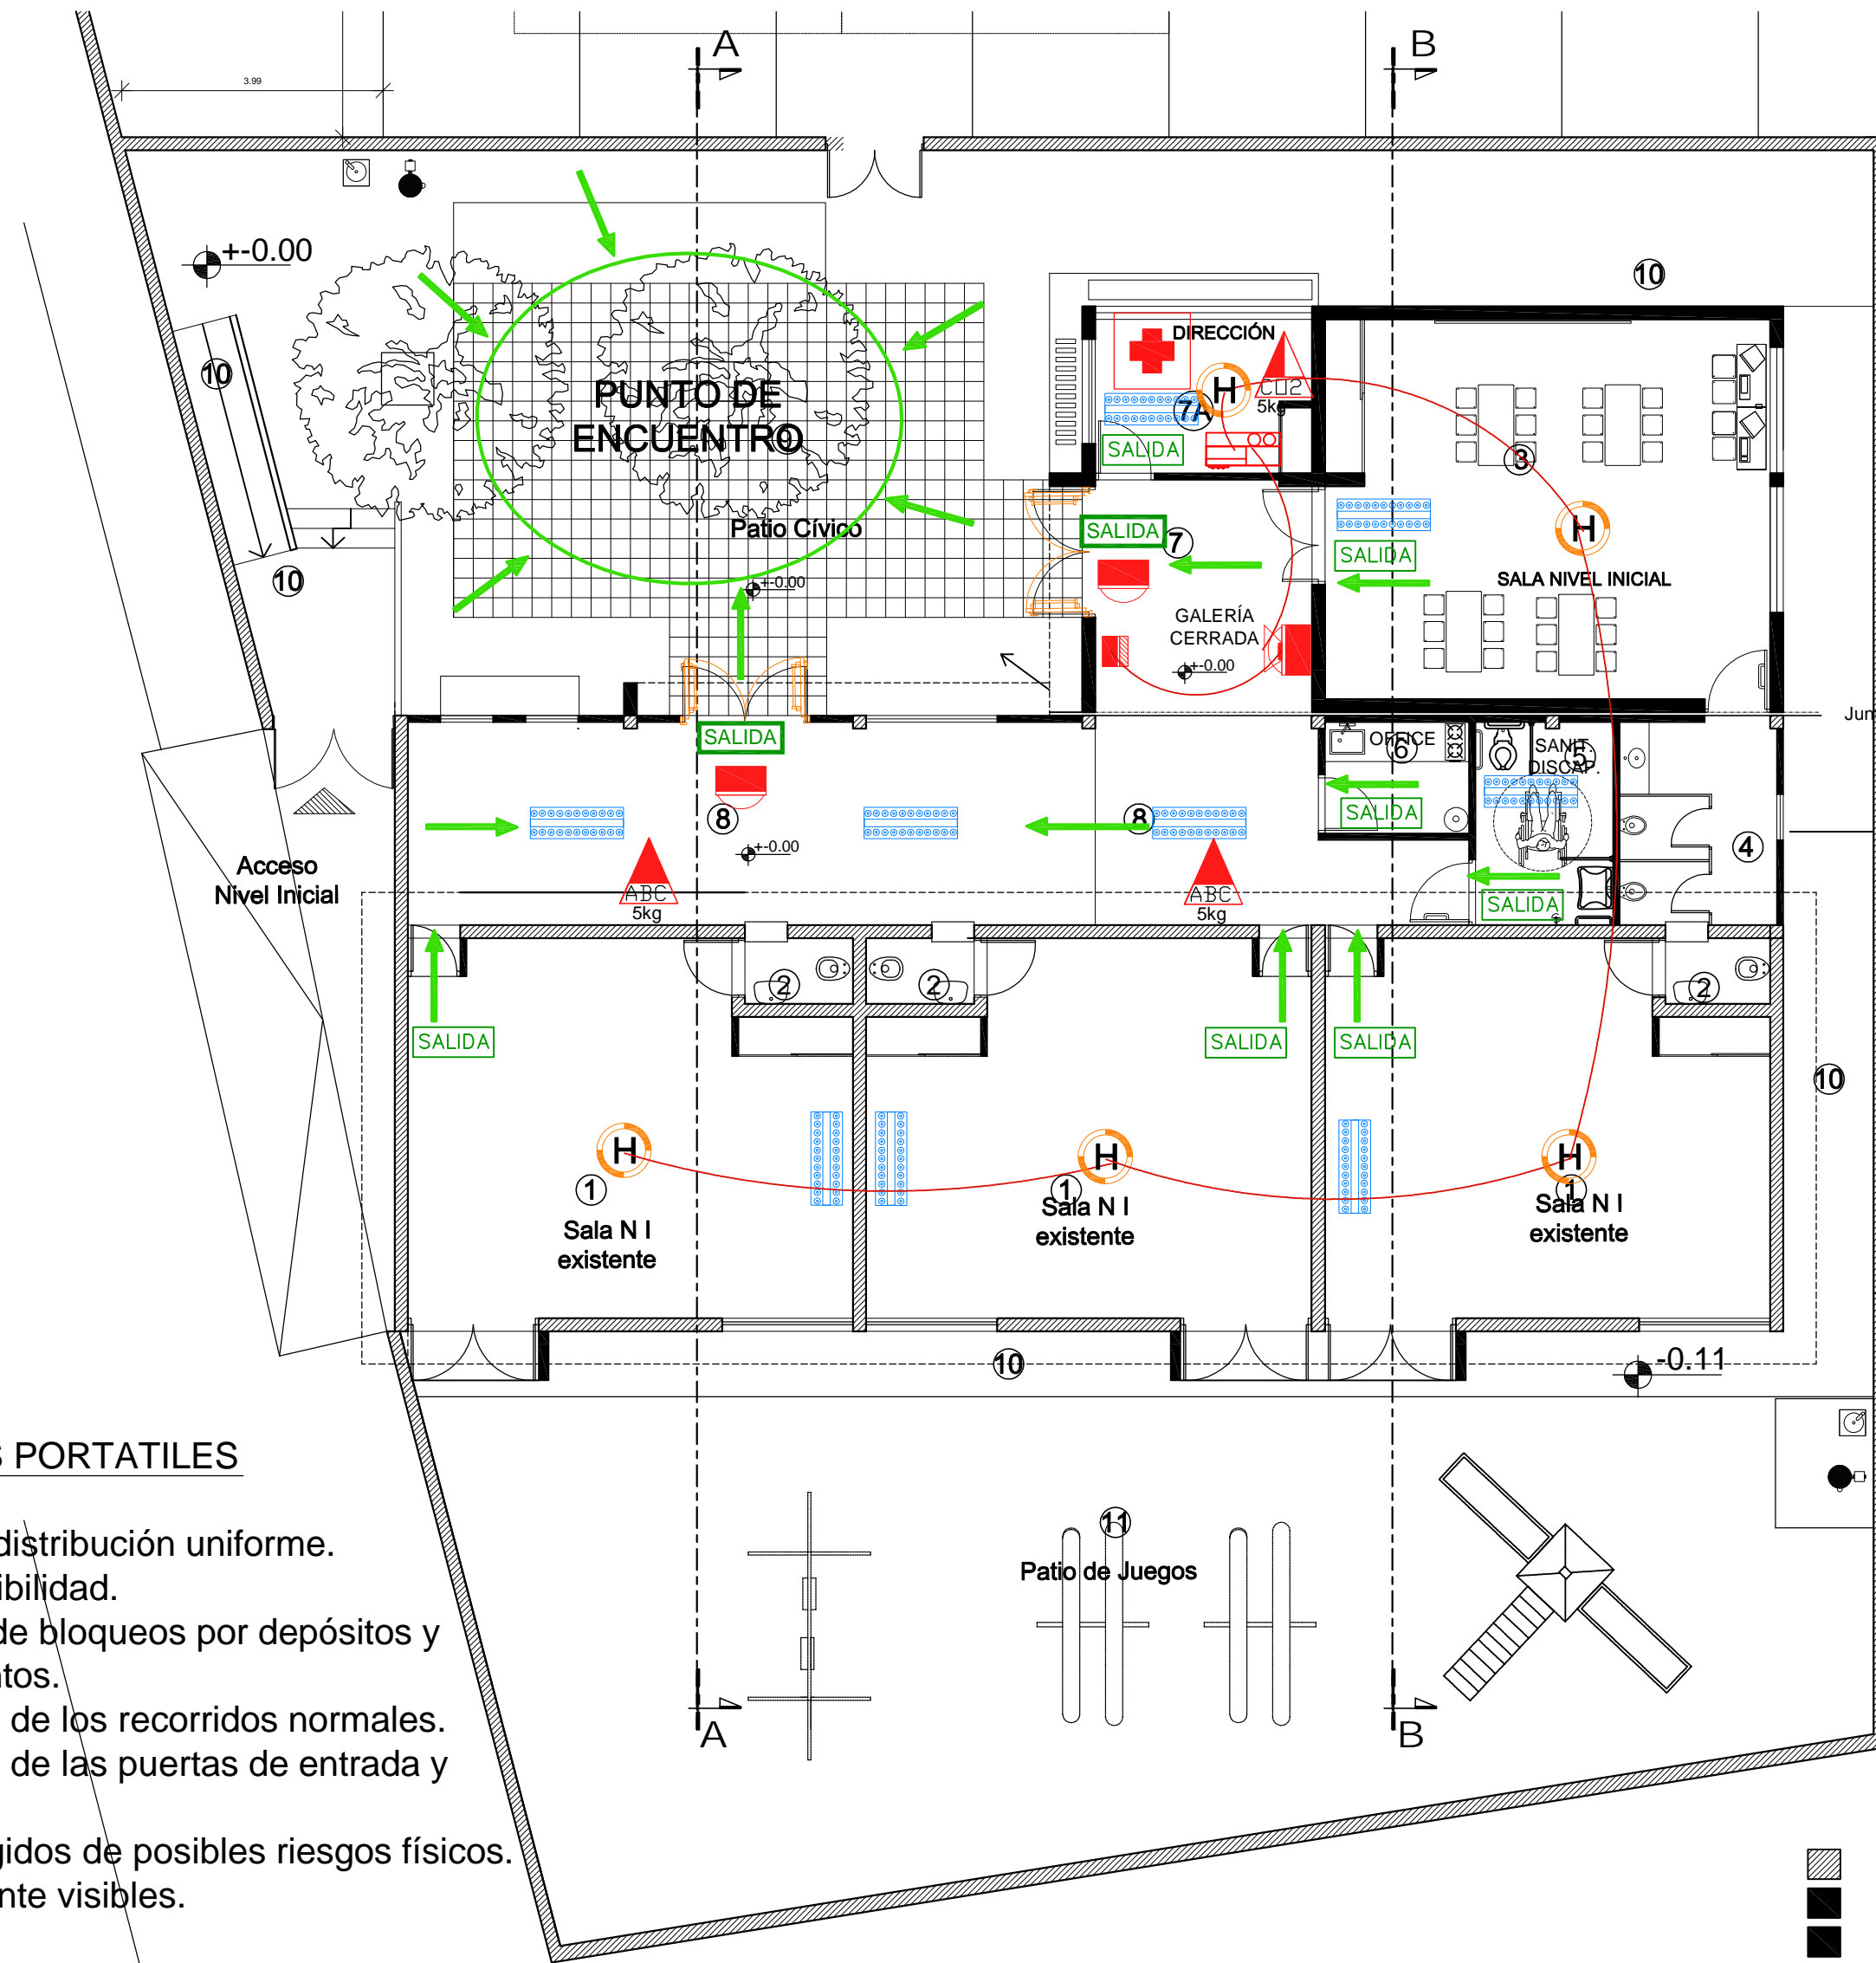 A
B
3.99
+-0.00
10
10
DIRECCIÓN
CO2
5kg
7A
SALIDA
H
PUNTO DE
ENCUENTRO
3
H
Patio Cívico
SALIDA
7
SALIDA
10
SALA NIVEL INICIAL
+-0.00
GALERÍA
CERRADA
+-0.00
Jun
SALIDA
OFFICE
6
SANIT.
DISCAP.
5
SALIDA
8
8
4
+-0.00
Acceso
Nivel Inicial
ABC
5kg
ABC
5kg
SALIDA
2
2
2
SALIDA
SALIDA
SALIDA
10
H
H
H
1
1
1
Sala N I
existente
Sala N I
existente
Sala N I
existente
10
-0.11
S PORTATILES
11
Patio de Juegos
distribución uniforme.
ibilidad.
de bloqueos por depósitos y
ntos.
de los recorridos normales.
A
B
de las puertas de entrada y
gidos de posibles riesgos físicos.
nte visibles.